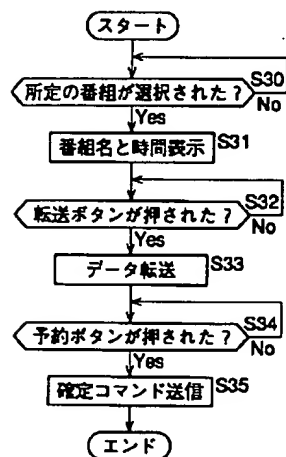 スタート
所定の番組が選択された？ S30
No
Yes
番組名と時間表示 S31
転送ボタンが押された？ S32
No
Yes
データ転送 S33
予約ボタンが押された？ S34
No
Yes
確定コマンド送信 S35
エンド